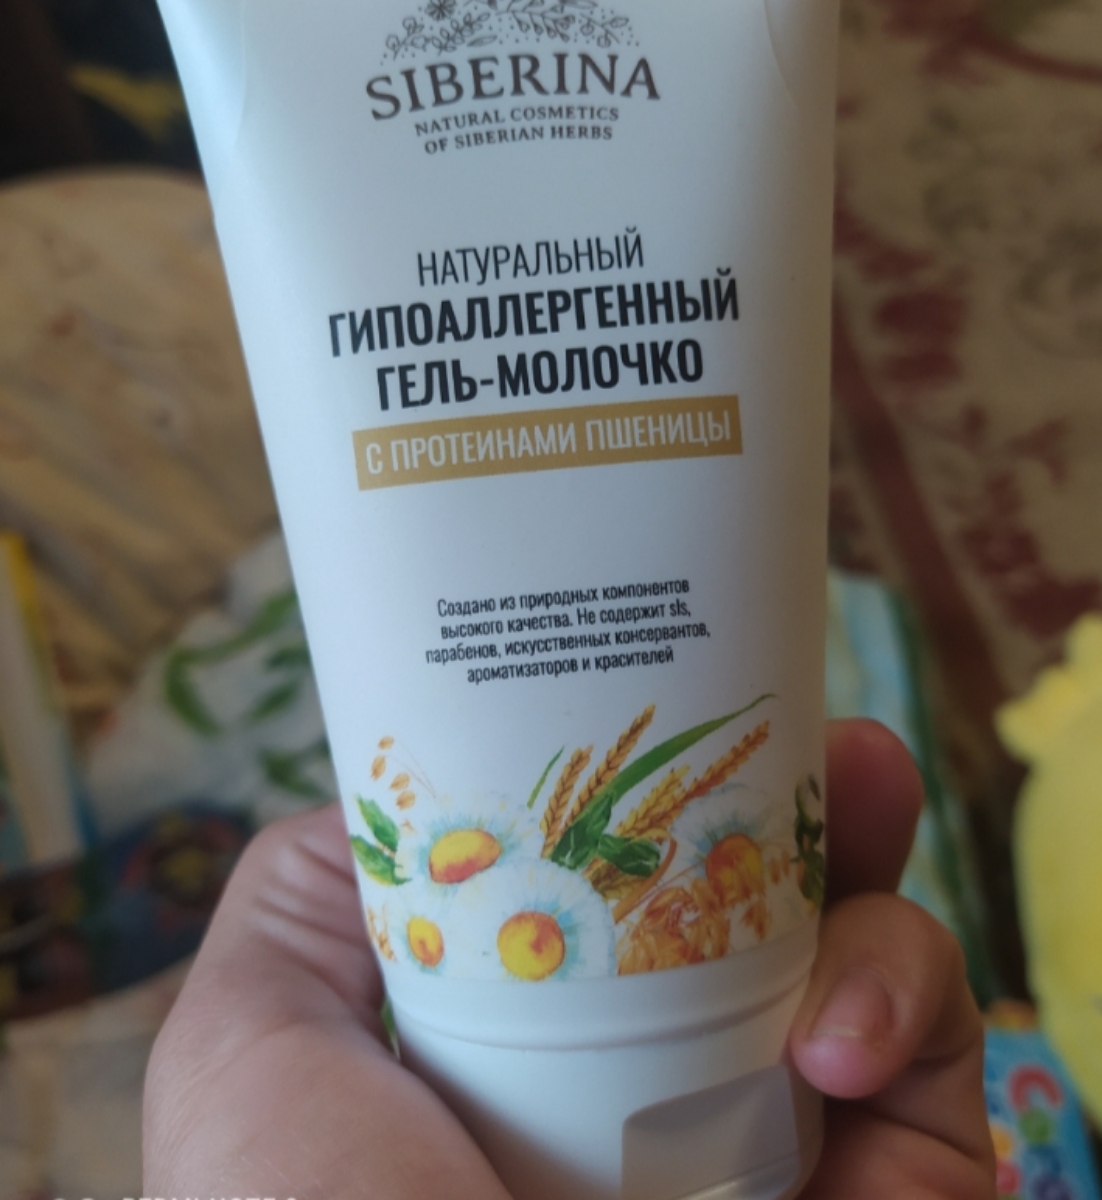 SIBERINA
NATURAL COSMETICS
OF SIBERIAN HERBS
НАТУРАЛЬНЫЙ
ГИПОАЛЛЕРГЕННЫЙ
ГЕЛЬ-МОЛОЧКО
С ПРОТЕИНАМИ ПШЕНИЦЫ
Создано из природных компонентов
высокого качества. Не содержит sls,
парабенов, искусственных консервантов,
ароматизаторов и красителей